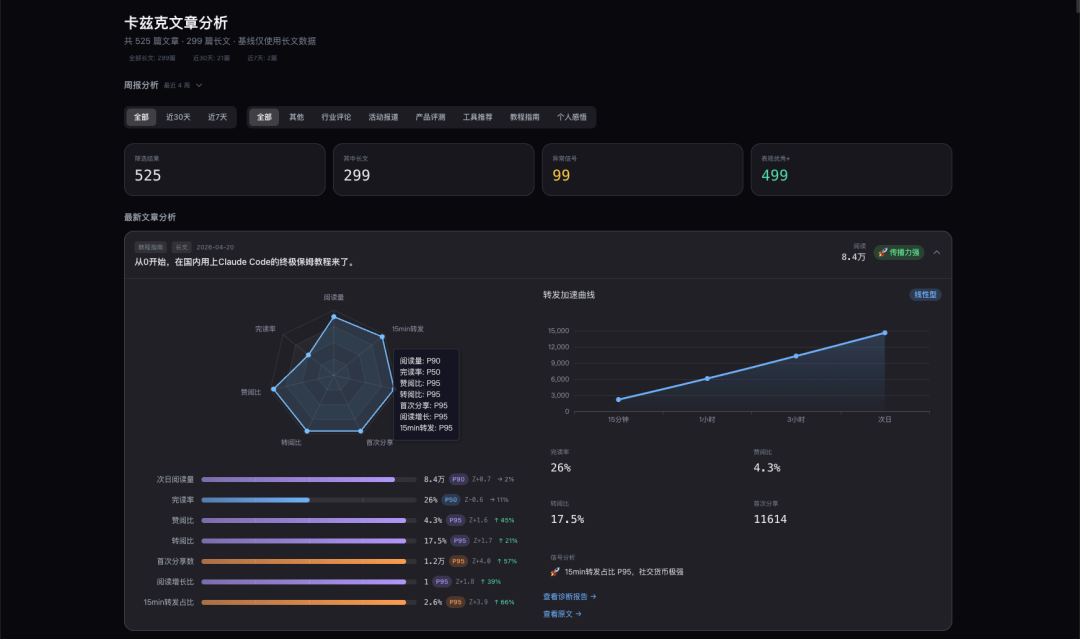 卡兹克文章分析
共 525 篇文章 · 299 篇长文 · 基线仅使用长文数据
全部长文: 299篇 近30天: 21篇 近7天: 2篇
周报分析 最近 4 周
全部 近30天 近7天 全部 其他 行业评论 活动报道 产品评测 工具推荐 教程指南 个人感悟
筛选结果 其中长文 异常信号 表现优秀+
525 299 99 499
最新文章分析
教程指南 长文 2026-04-20
从0开始，在国内用上Claude Code的终极保姆教程来了。
阅读
8.4万 🚀 传播力强
阅读量
15min转发
首次分享
转阅比
赞阅比
完读率
阅读量: P90
完读率: P50
赞阅比: P95
转阅比: P95
首次分享: P95
阅读增长: P95
15min转发: P95
次日阅读量 8.4万 P90 Z+0.7 → 2%
完读率 26% P50 Z-0.6 → 11%
赞阅比 4.3% P95 Z+1.6 ↑ 45%
转阅比 17.5% P95 Z+1.7 ↑ 21%
首次分享数 1.2万 P95 Z+4.0 ↑ 57%
阅读增长比 1 P95 Z+1.8 ↑ 39%
15min转发占比 2.6% P95 Z+3.9 ↑ 66%
转发加速曲线 线性型
15,000
12,000
9,000
6,000
3,000
0
15分钟 1小时 3小时 次日
完读率 赞阅比
26% 4.3%
转阅比 首次分享
17.5% 11614
信号分析
🚀 15min转发占比 P95，社交货币极强
查看诊断报告 →
查看原文 →